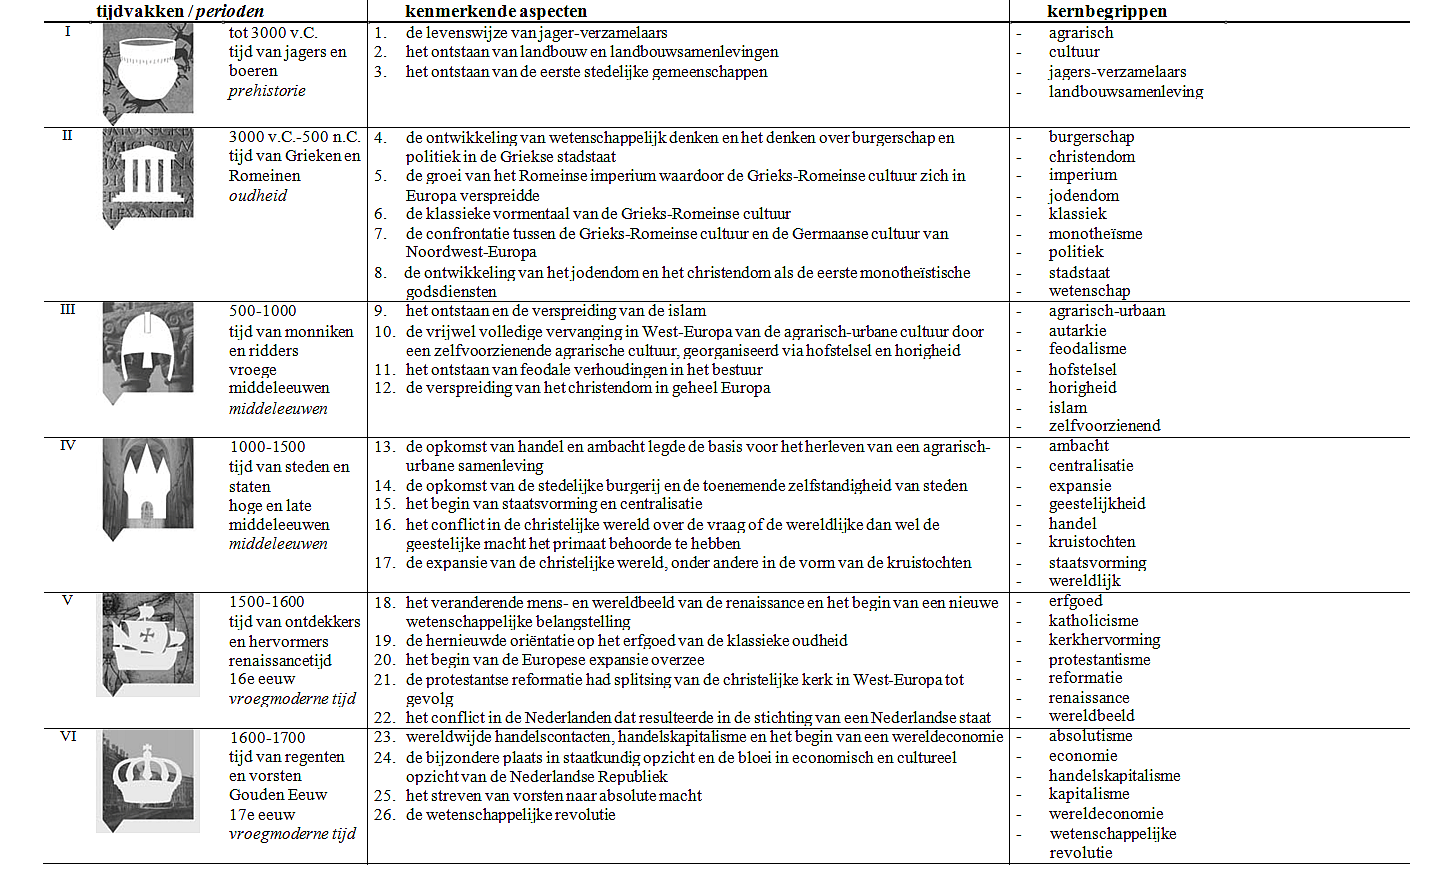 tijdvakken / perioden
kenmerkende aspecten
kernbegrippen
I
tot 3000 v.C.
tijd van jagers en
boeren
prehistorie
1. de levenswijze van jager-verzamelaars
2. het ontstaan van landbouw en landbouwsamenlevingen
3. het ontstaan van de eerste stedelijke gemeenschappen
- agrarisch
- cultuur
- jagers-verzamelaars
- landbouwsamenleving
II
3000 v.C.-500 n.C.
tijd van Grieken en
Romeinen
oudheid
4. de ontwikkeling van wetenschappelijk denken en het denken over burgerschap en
politiek in de Griekse stadstaat
5. de groei van het Romeinse imperium waardoor de Grieks-Romeinse cultuur zich in
Europa verspreidde
6. de klassieke vormentaal van de Grieks-Romeinse cultuur
7. de confrontatie tussen de Grieks-Romeinse cultuur en de Germaanse cultuur van
Noordwest-Europa
8. de ontwikkeling van het jodendom en het christendom als de eerste monotheïstische
godsdiensten
- burgerschap
- christendom
- imperium
- jodendom
- klassiek
- monotheïsme
- politiek
- stadstaat
- wetenschap
III
500-1000
tijd van monniken
en ridders
vroege
middeleeuwen
middeleeuwen
9. het ontstaan en de verspreiding van de islam
10. de vrijwel volledige vervanging in West-Europa van de agrarisch-urbane cultuur door
een zelfvoorzienende agrarische cultuur, georganiseerd via hofstelsel en horigheid
11. het ontstaan van feodale verhoudingen in het bestuur
12. de verspreiding van het christendom in geheel Europa
- agrarisch-urbaan
- autarkie
- feodalisme
- hofstelsel
- horigheid
- islam
- zelfvoorzienend
IV
1000-1500
tijd van steden en
staten
hoge en late
middeleeuwen
middeleeuwen
13. de opkomst van handel en ambacht legde de basis voor het herleven van een agrarisch-
urbane samenleving
14. de opkomst van de stedelijke burgerij en de toenemende zelfstandigheid van steden
15. het begin van staatsvorming en centralisatie
16. het conflict in de christelijke wereld over de vraag of de wereldlijke dan wel de
geestelijke macht het primaat behoorde te hebben
17. de expansie van de christelijke wereld, onder andere in de vorm van de kruistochten
- ambacht
- centralisatie
- expansie
- geestelijkheid
- handel
- kruistochten
- staatsvorming
- wereldlijk
V
1500-1600
tijd van ontdekkers
en hervormers
renaissancetijd
16e eeuw
vroegmoderne tijd
18. het veranderende mens- en wereldbeeld van de renaissance en het begin van een nieuwe
wetenschappelijke belangstelling
19. de hernieuwde oriëntatie op het erfgoed van de klassieke oudheid
20. het begin van de Europese expansie overzee
21. de protestantse reformatie had splitsing van de christelijke kerk in West-Europa tot
gevolg
22. het conflict in de Nederlanden dat resulteerde in de stichting van een Nederlandse staat
- erfgoed
- katholicisme
- kerkhervorming
- protestantisme
- reformatie
- renaissance
- wereldbeeld
VI
1600-1700
tijd van regenten
en vorsten
Gouden Eeuw
17e eeuw
vroegmoderne tijd
23. wereldwijde handelscontacten, handelskapitalisme en het begin van een wereldeconomie
24. de bijzondere plaats in staatkundig opzicht en de bloei in economisch en cultureel
opzicht van de Nederlandse Republiek
25. het streven van vorsten naar absolute macht
26. de wetenschappelijke revolutie
- absolutisme
- economie
- handelskapitalisme
- kapitalisme
- wereldeconomie
- wetenschappelijke
revolutie